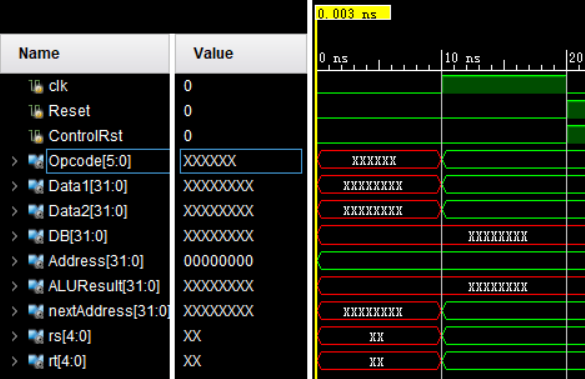 0.003 ns
Name Value
0 ns 10 ns 20
clk 0
Reset 0
ControlRst 0
Opcode[5:0] XXXXXX XXXXXX
Data1[31:0] XXXXXXXX XXXXXXXX
Data2[31:0] XXXXXXXX XXXXXXXX
DB[31:0] XXXXXXXX XXXXXXXX
Address[31:0] 00000000
ALUResult[31:0] XXXXXXXX XXXXXXXX
nextAddress[31:0] XXXXXXXX XXXXXXXX
rs[4:0] XX XX
rt[4:0] XX XX